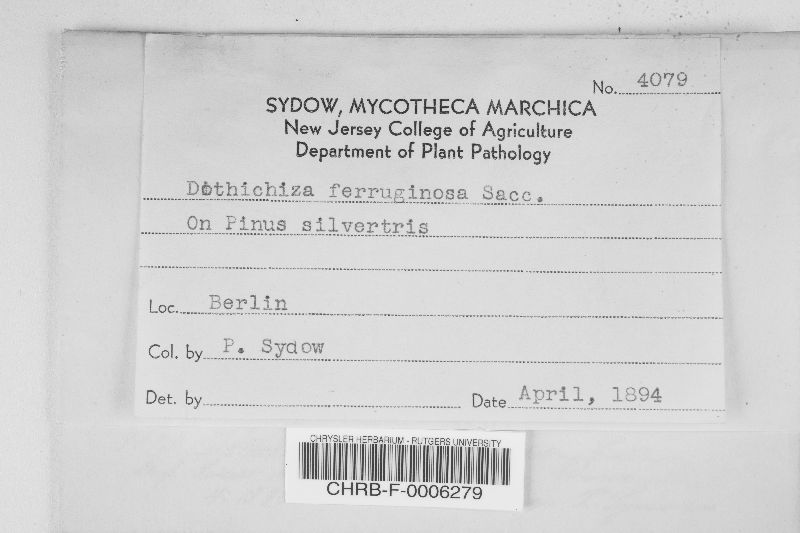 No. 4079
SYDOW, MYCOTHECA MARCHICA
New Jersey College of Agriculture
Department of Plant Pathology
Dothichiza ferruginosa Sacc.
On Pinus silvertris
Loc. Berlin
Col. by P. Sydow
Det. by
Date April, 1894
CHRYSLER HERBARIUM - RUTGERS UNIVERSITY
CHRB-F-0006279